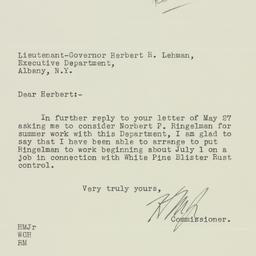 Lieutenant-Governor Herbert H. Lehman,
Executive Department,
Albany, N.Y.
Dear Herbert:-
In further reply to your letter of May 27
asking me to consider Norbert P. Ringelman for
summer work with this Department, I am glad to
say that I have been able to arrange to put
Ringelman to work beginning about July 1 on a
job in connection with White Pine Blister Rust
control.
Very truly yours,
Commissioner.
HMJr
WGH
RM